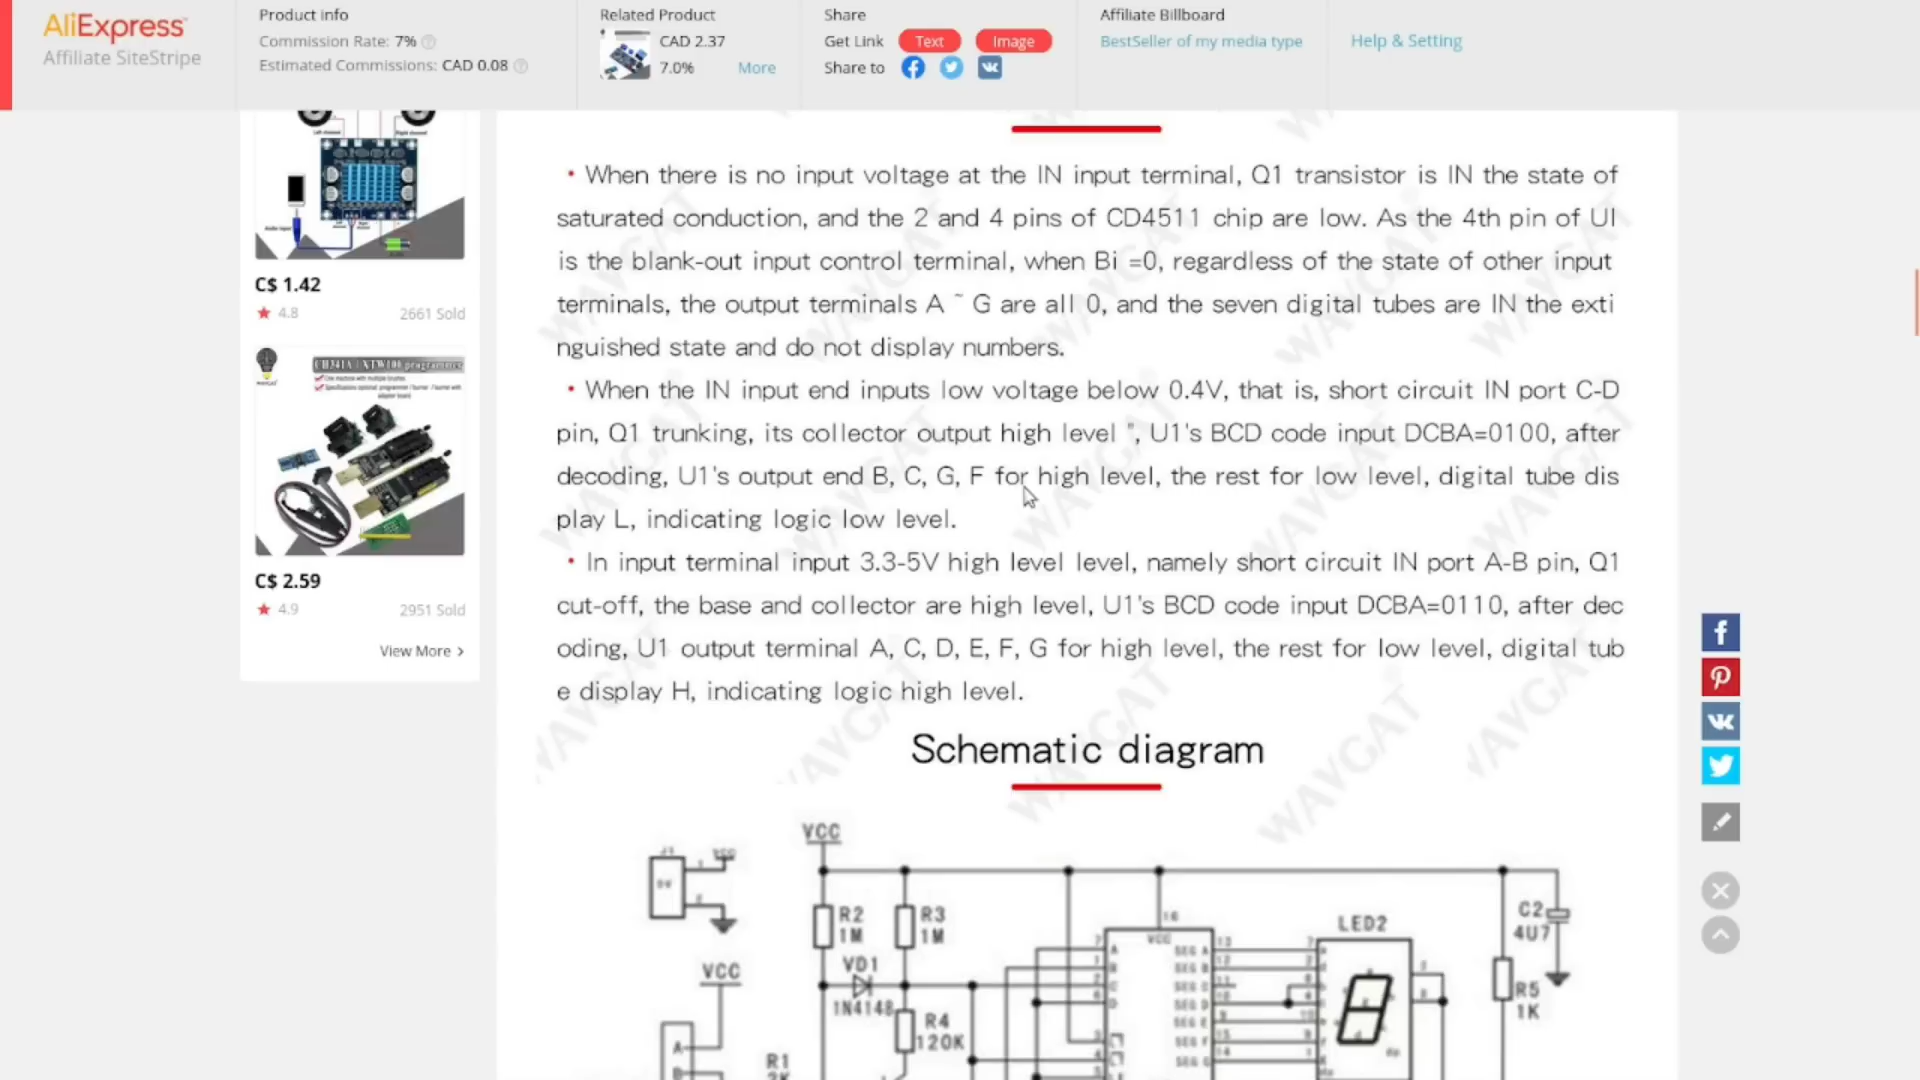 AliExpress
Affiliate SiteStripe
Product info
Commission Rate: 7%
Estimated Commissions: CAD 0.08
Related Product
CAD 2.37
7.0%
More
Share
Get Link
Text
Image
Share to
Affiliate Billboard
BestSeller of my media type
Help & Setting
C$ 1.42
4.8
2661 Sold
CH341A / XTW100 programmer
C$ 2.59
4.9
2951 Sold
View More >
• When there is no input voltage at the IN input terminal, Q1 transistor is IN the state of
saturated conduction, and the 2 and 4 pins of CD4511 chip are low. As the 4th pin of UI
is the blank-out input control terminal, when Bi =0, regardless of the state of other input
terminals, the output terminals A ~ G are all 0, and the seven digital tubes are IN the exti
nguished state and do not display numbers.
• When the IN input end inputs low voltage below 0.4V, that is, short circuit IN port C-D
pin, Q1 trunking, its collector output high level ", U1's BCD code input DCBA=0100, after
decoding, U1's output end B, C, G, F for high level, the rest for low level, digital tube dis
play L, indicating logic low level.
• In input terminal input 3.3-5V high level level, namely short circuit IN port A-B pin, Q1
cut-off, the base and collector are high level, U1's BCD code input DCBA=0110, after dec
oding, U1 output terminal A, C, D, E, F, G for high level, the rest for low level, digital tub
e display H, indicating logic high level.
Schematic diagram
VCC
R2
1M
R3
1M
VD1
1N4148
R4
120K
VCC
A
B
R1
16
VCC
SEG A
SEG B
SEG C
SEG D
SEG E
SEG F
SEG G
LED2
C2
4U7
R5
1K
WAVGAT